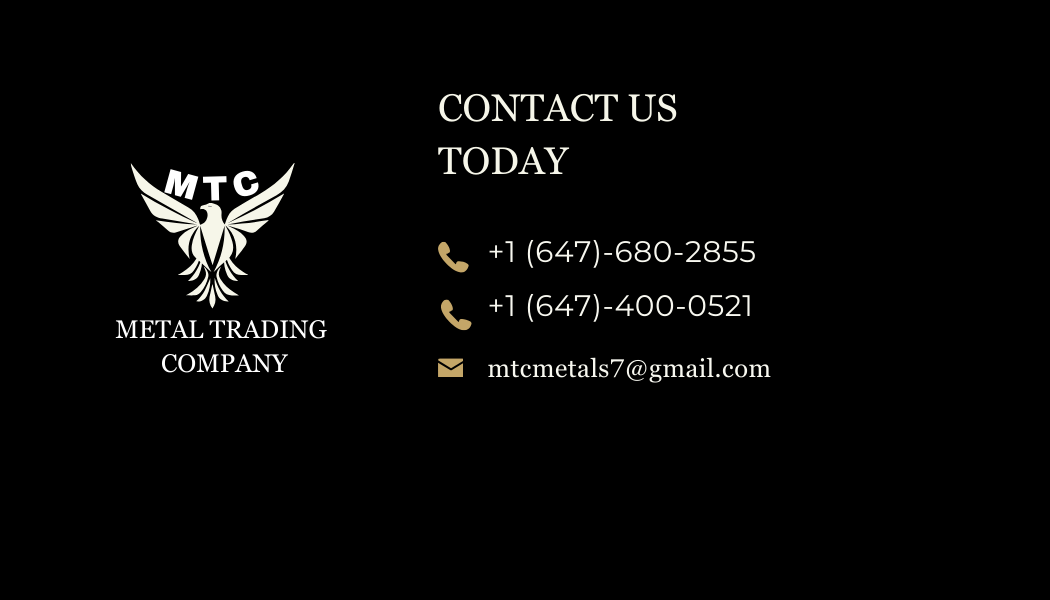 MTC
METAL TRADING
COMPANY
CONTACT US
TODAY
+1 (647)-680-2855
+1 (647)-400-0521
mtcmetals7@gmail.com